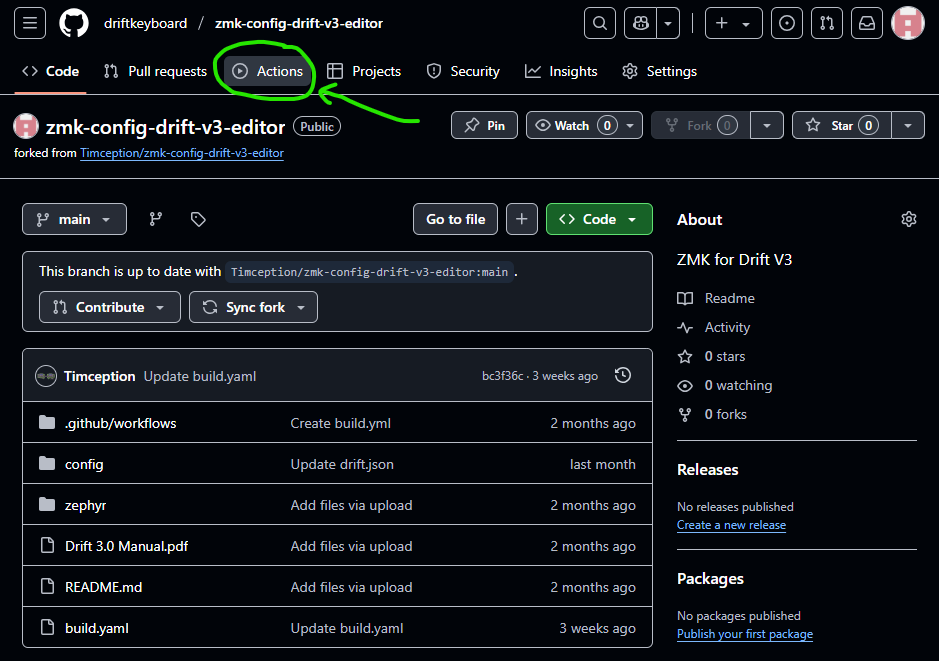 driftkeyboard / zmk-config-drift-v3-editor
Code Pull requests Actions Projects Security Insights Settings
zmk-config-drift-v3-editor Public
Pin Watch 0 Fork 0 Star 0
forked from Timception/zmk-config-drift-v3-editor
main Go to file Code
About
ZMK for Drift V3
This branch is up to date with Timception/zmk-config-drift-v3-editor:main .
Contribute Sync fork
Readme
Activity
0 stars
0 watching
0 forks
Timception Update build.yaml bc3f36c · 3 weeks ago
.github/workflows Create build.yml 2 months ago
config Update drift.json last month
zephyr Add files via upload 2 months ago
Drift 3.0 Manual.pdf Add files via upload 2 months ago
README.md Add files via upload 2 months ago
build.yaml Update build.yaml 3 weeks ago
Releases
No releases published
Create a new release
Packages
No packages published
Publish your first package